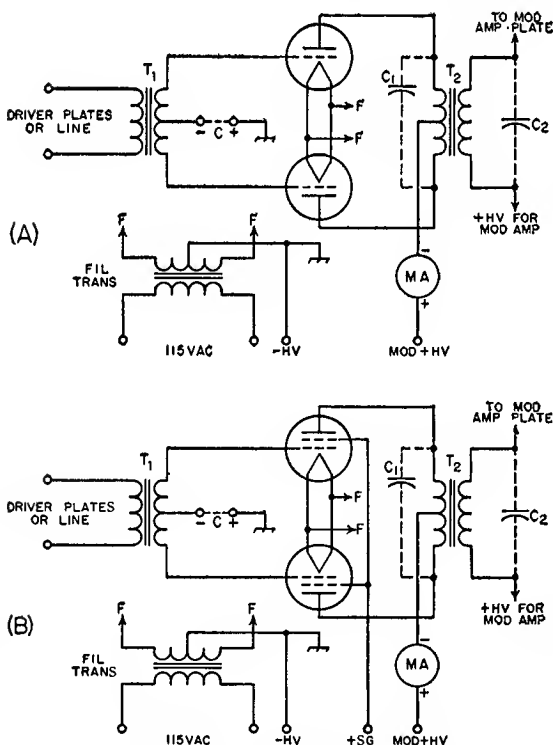 TO MOD
AMP. PLATE
T1
T2
C1
C2
DRIVER PLATES
OR LINE
- C +
F
F
(A)
F
F
FIL
TRANS
115VAC
-HV
- 
MA
+
MOD+HV
+HV FOR
MOD AMP
TO MOD
AMP PLATE
T1
T2
C1
C2
DRIVER PLATES
OR LINE
- C +
F
F
(B)
F
F
FIL
TRANS
115VAC
-HV
+SG
-
MA
+
MOD+HV
+HV FOR
MOD AMP